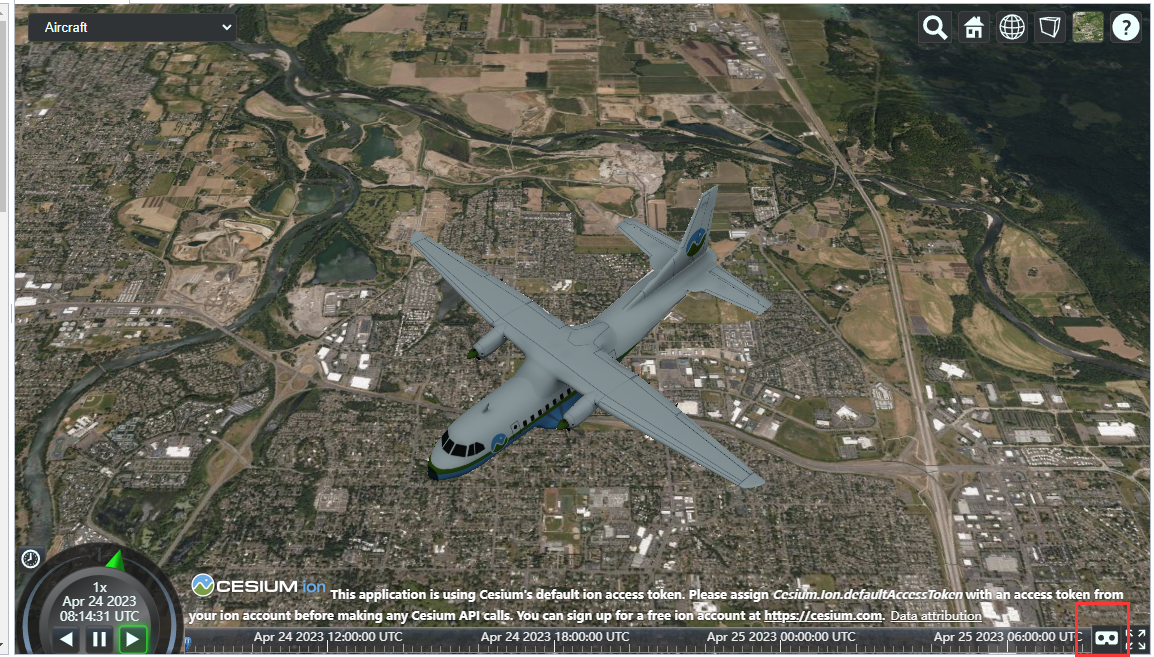 Aircraft
?
CESIUM ion This application is using Cesium's default ion access token. Please assign Cesium.Ion.defaultAccessToken with an access token from
your ion account before making any Cesium API calls. You can sign up for a free ion account at https://cesium.com. Data attribution
1x
Apr 24 2023
08:14:31 UTC
Apr 24 2023 12:00:00 UTC Apr 24 2023 18:00:00 UTC Apr 25 2023 00:00:00 UTC Apr 25 2023 06:00:00 UTC